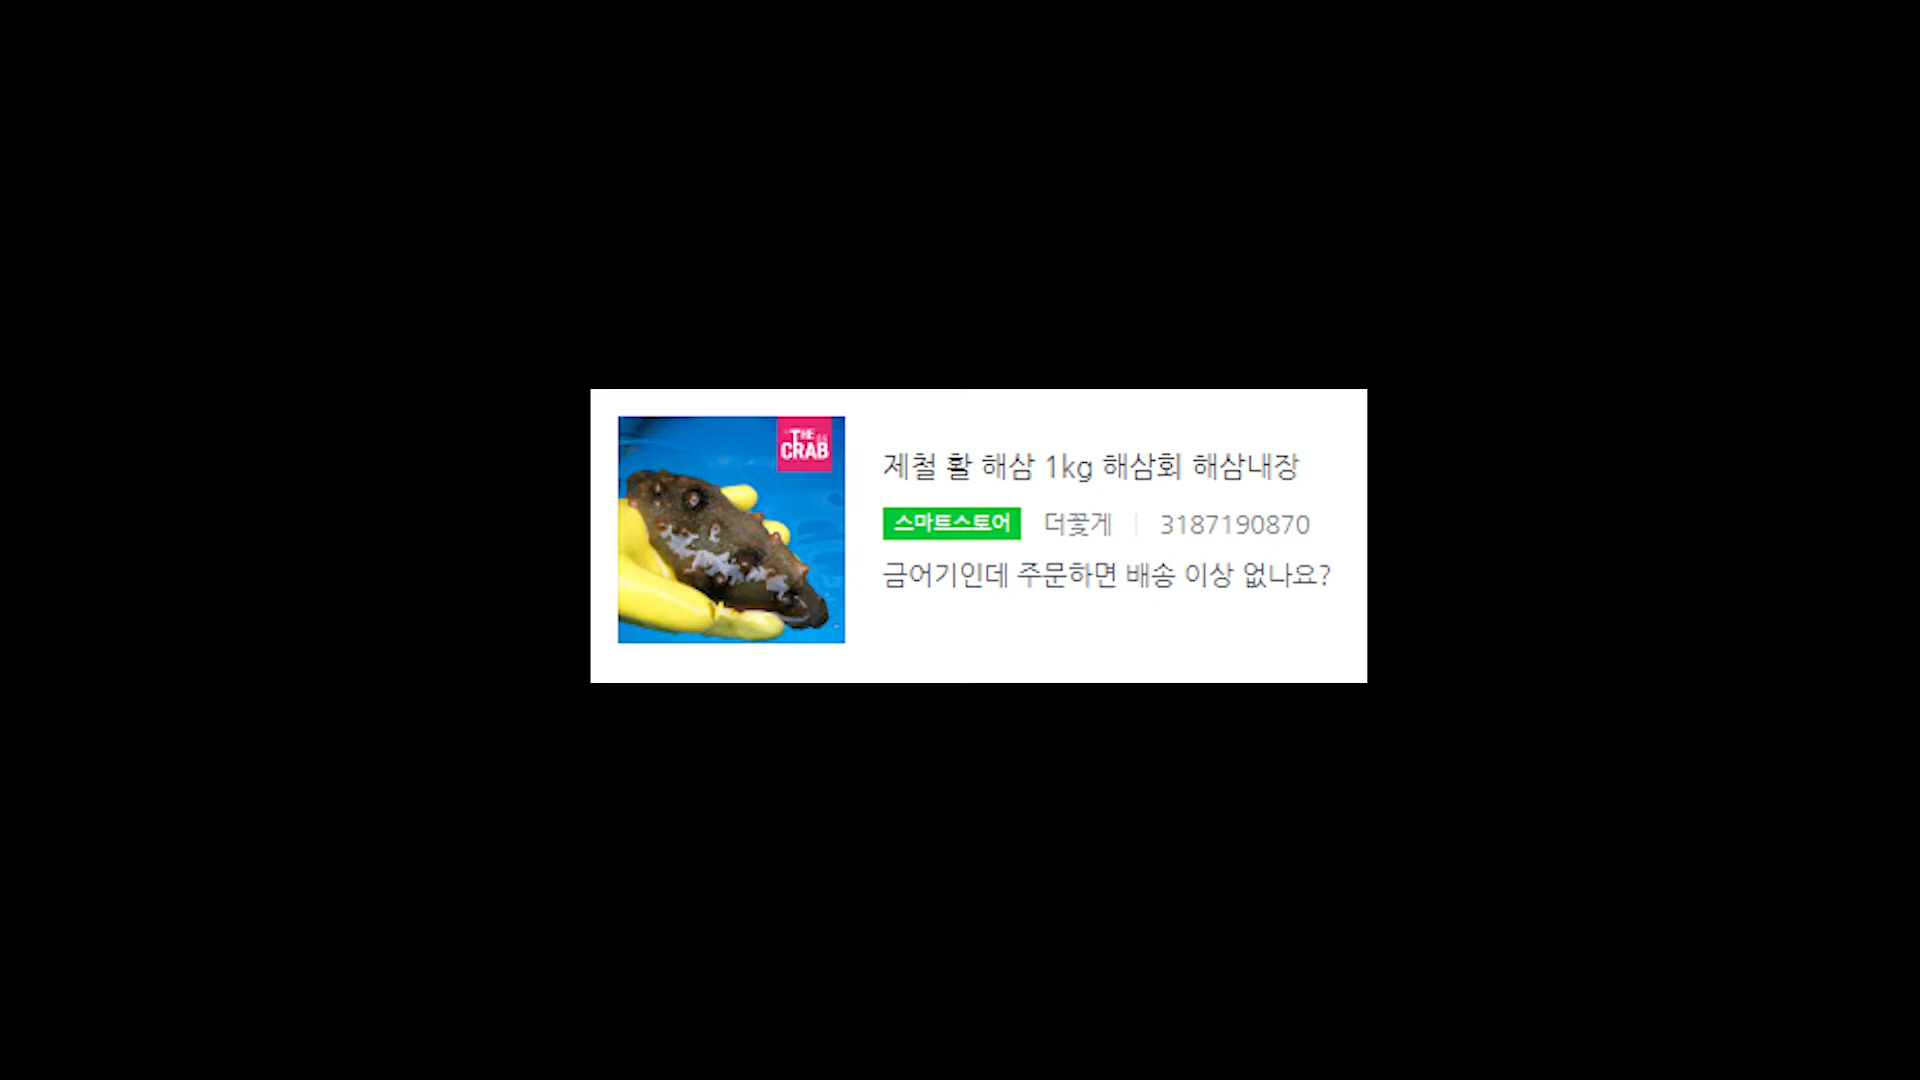 THE
CRAB
제철 활 해삼 1kg 해삼회 해삼내장
스마트스토어 더꽃게 | 3187190870
금어기인데 주문하면 배송 이상 없나요?